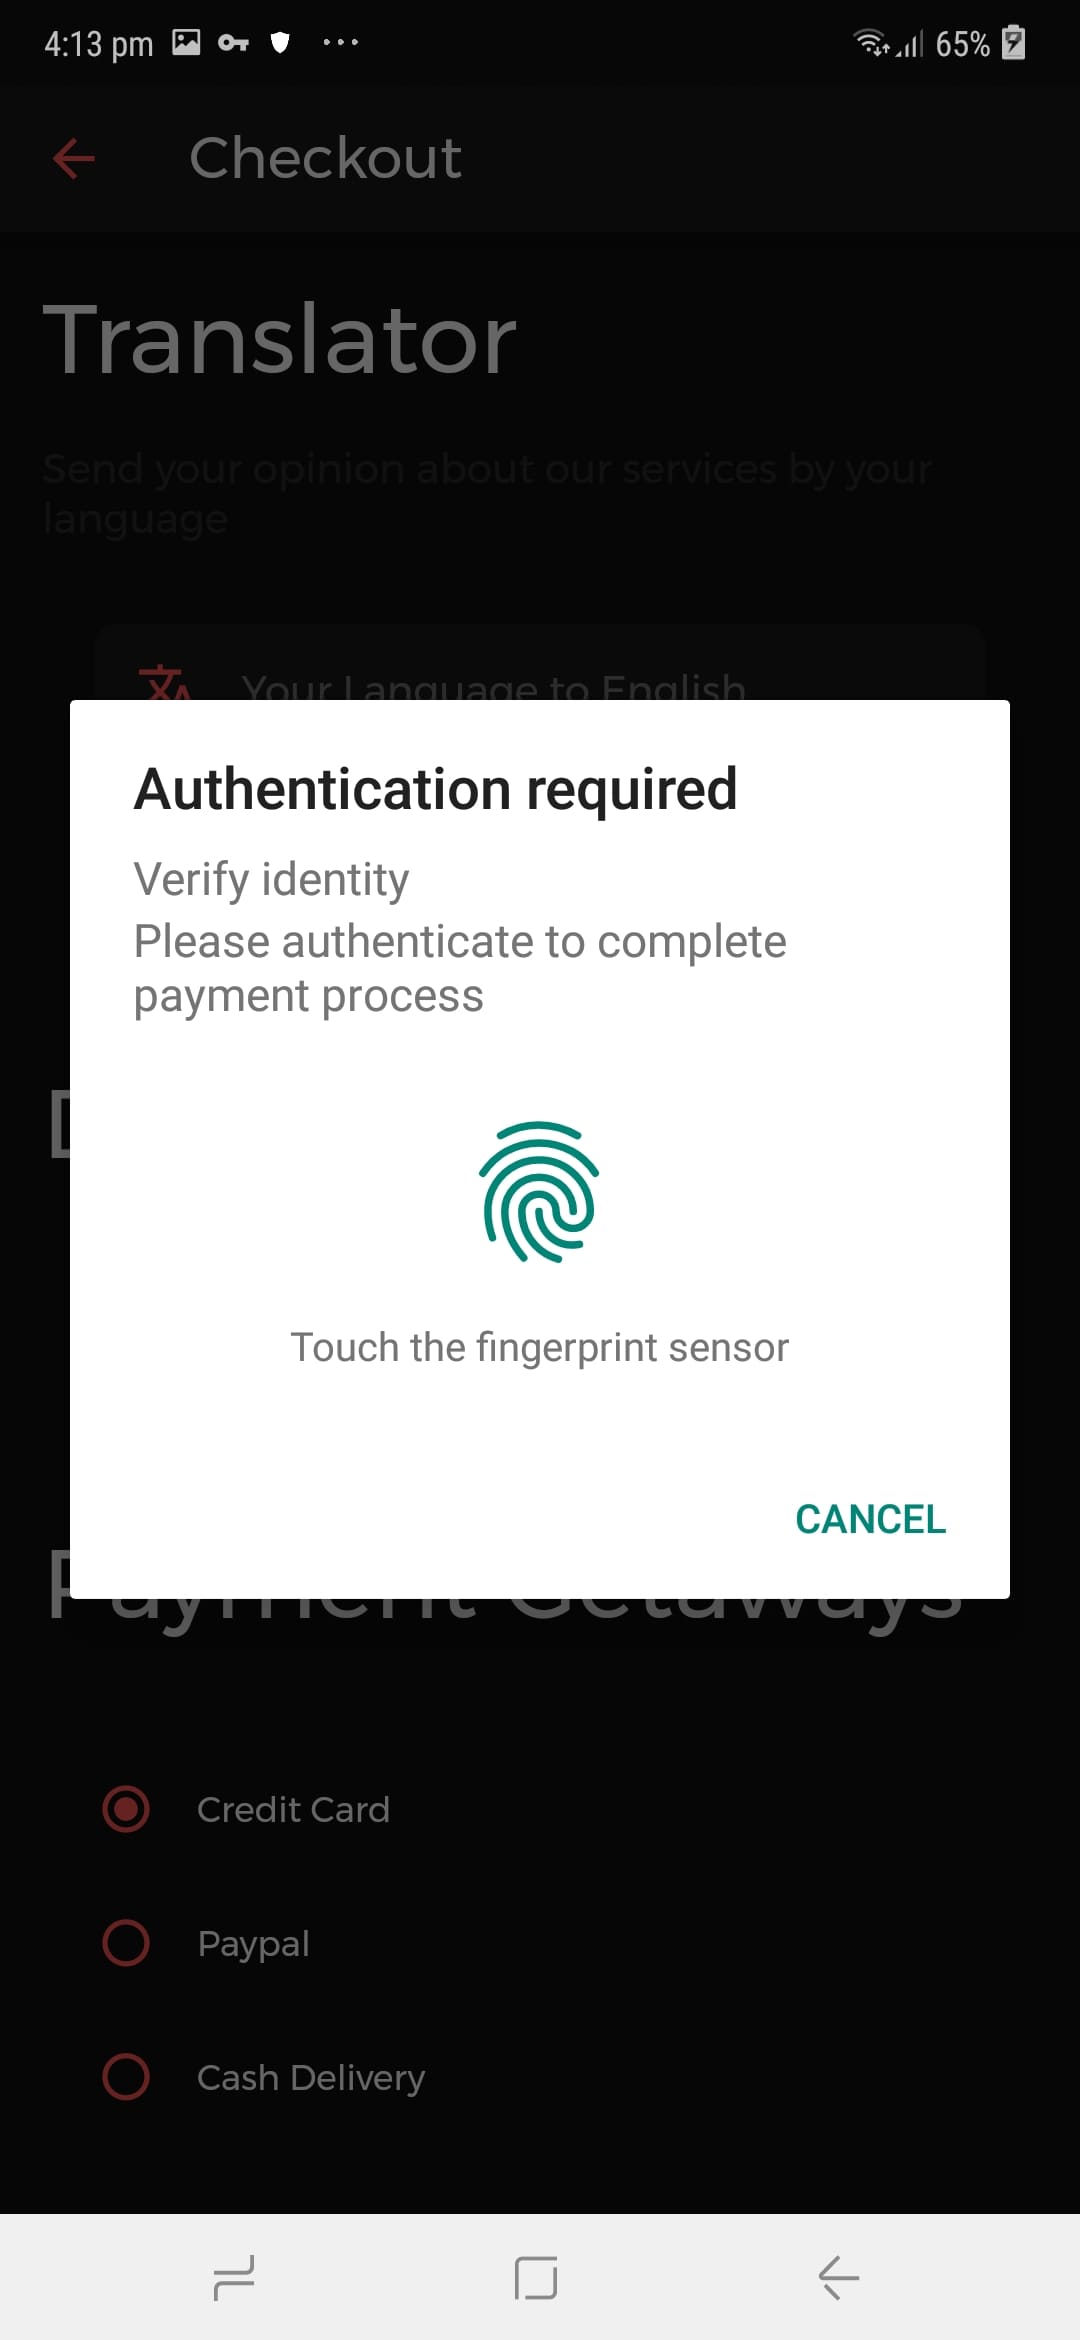 4:13 pm
65%
Checkout
Translator
Send your opinion about our services by your
language
Your Language to English
Authentication required
Verify identity
Please authenticate to complete
payment process
Touch the fingerprint sensor
CANCEL
Payment Getaways
Credit Card
Paypal
Cash Delivery